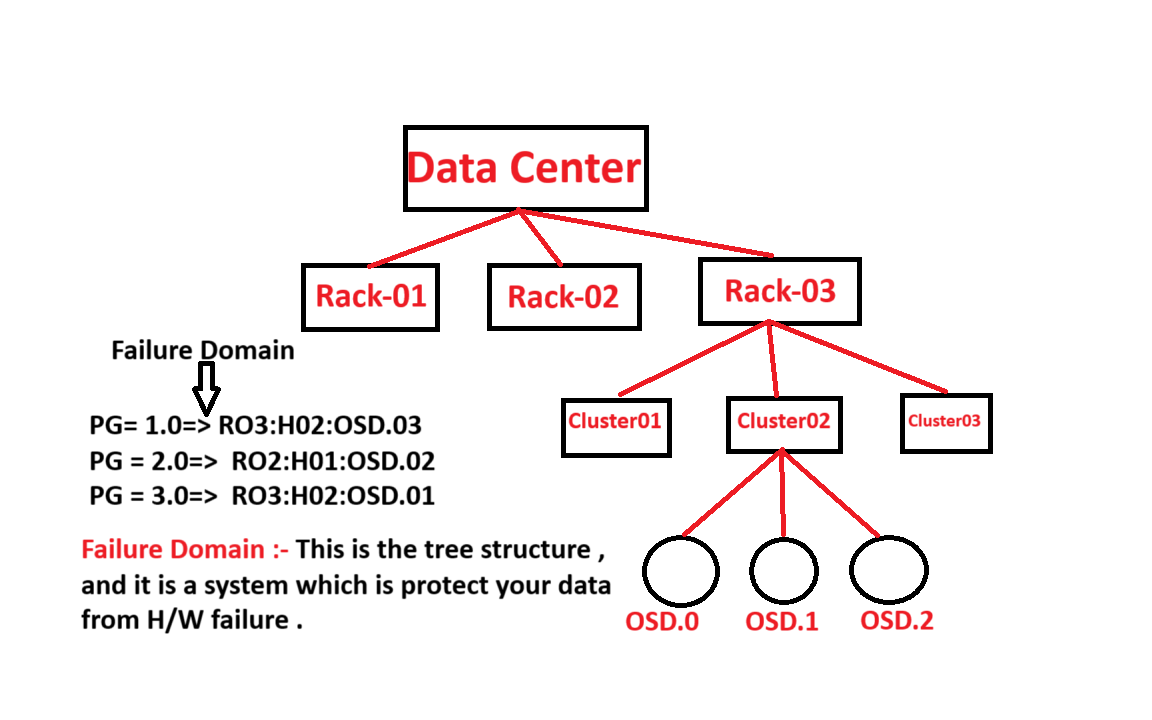 Data Center
Rack-01
Rack-02
Rack-03
Failure Domain
Cluster01
Cluster02
Cluster03
PG= 1.0=> RO3:H02:OSD.03
PG = 2.0=> RO2:H01:OSD.02
PG = 3.0=> RO3:H02:OSD.01
Failure Domain :- This is the tree structure ,
and it is a system which is protect your data
from H/W failure .
OSD.0
OSD.1
OSD.2